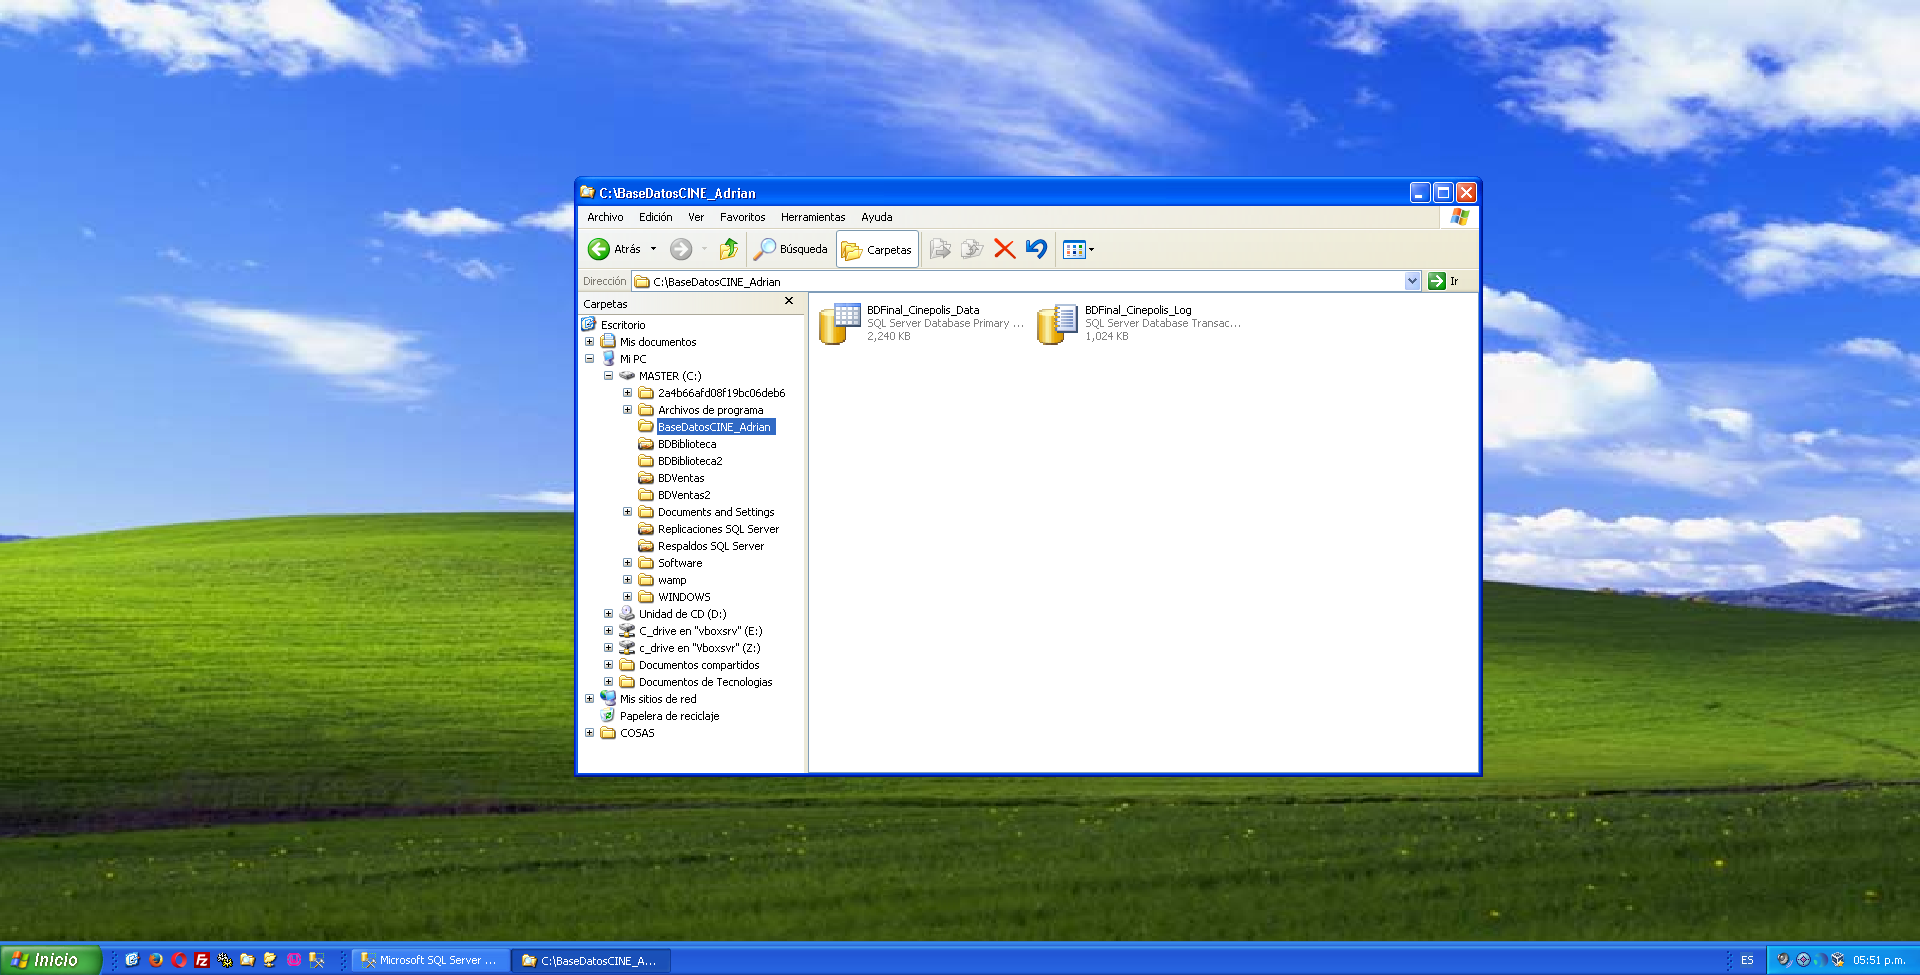 C:\BaseDatosCINE_Adrian
Archivo Edición Ver Favoritos Herramientas Ayuda
Atrás Búsqueda Carpetas
Dirección C:\BaseDatosCINE_Adrian Ir
Carpetas
Escritorio
Mis documentos
Mi PC
MASTER (C:)
2a4b66afd08f19bc06deb6
Archivos de programa
BaseDatosCINE_Adrian
BDBiblioteca
BDBiblioteca2
BDVentas
BDVentas2
Documents and Settings
Replicaciones SQL Server
Respaldos SQL Server
Software
wamp
WINDOWS
Unidad de CD (D:)
C_drive en "vboxsrv" (E:)
c_drive en "Vboxsvr" (Z:)
Documentos compartidos
Documentos de Tecnologias
Mis sitios de red
Papelera de reciclaje
COSAS
BDFinal_Cinepolis_Data
SQL Server Database Primary ...
2,240 KB
BDFinal_Cinepolis_Log
SQL Server Database Transac...
1,024 KB
Inicio Microsoft SQL Server ... C:\BaseDatosCINE_A... ES 05:51 p.m.